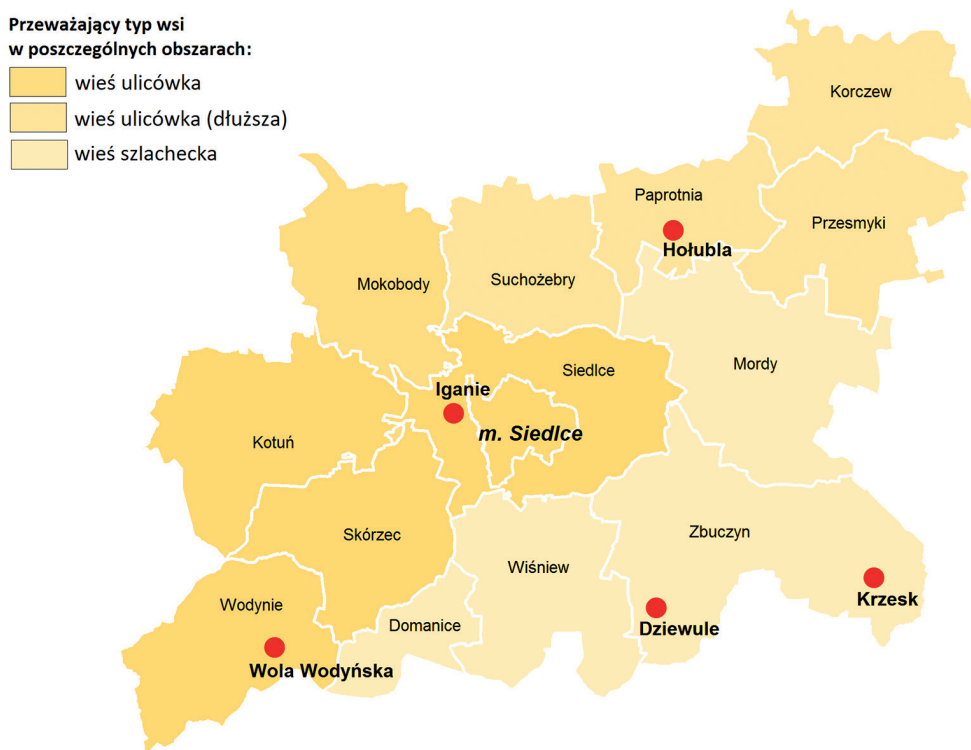 Przeważający typ wsi
w poszczególnych obszarach:
wieś ulicówka
wieś ulicówka (dłuższa)
wieś szlachecka
Korczew
Paprotnia
Przesmyki
Hołubla
Mokobody
Suchożebry
Mordy
Siedlce
Iganie
m. Siedlce
Kotuń
Skórzec
Zbuczyn
Wiśniew
Krzesk
Wodynie
Domanice
Dziewule
Wola Wodyńska